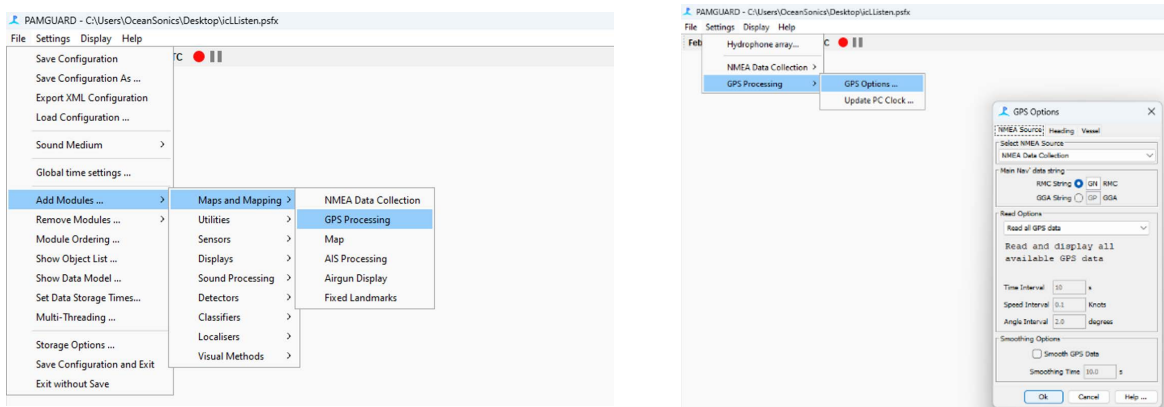 PAMGUARD - C:\Users\OceanSonics\Desktop\icLListen.psfx
File Settings Display Help
Save Configuration
Save Configuration As ...
Export XML Configuration
Load Configuration ...
Sound Medium >
Global time settings ...
Add Modules ... >
Remove Modules ... >
Module Ordering ...
Show Object List ...
Show Data Model ...
Set Data Storage Times...
Multi-Threading ...
Storage Options ...
Save Configuration and Exit
Exit without Save
TC
Maps and Mapping >
Utilities >
Sensors >
Displays >
Sound Processing >
Detectors >
Classifiers >
Localisers >
Visual Methods >
NMEA Data Collection
GPS Processing
Map
AIS Processing
Airgun Display
Fixed Landmarks
PAMGUARD - C:\Users\OceanSonics\Desktop\icLListen.psfx
File Settings Display Help
Feb
C
Hydrophone array...
NMEA Data Collection >
GPS Processing >
GPS Options ...
Update PC Clock ...
GPS Options
NMEA Source Heading Vessel
Select NMEA Source
NMEA Data Collection
Main Nav' data string
RMC String GN RMC
GGA String GP GGA
Read Options
Read all GPS data
Read and display all
available GPS data
Time Interval 10 s
Speed Interval 0.1 Knots
Angle Interval 2.0 degrees
Smoothing Options
Smooth GPS Data
Smoothing Time 10.0 s
Ok Cancel Help ...